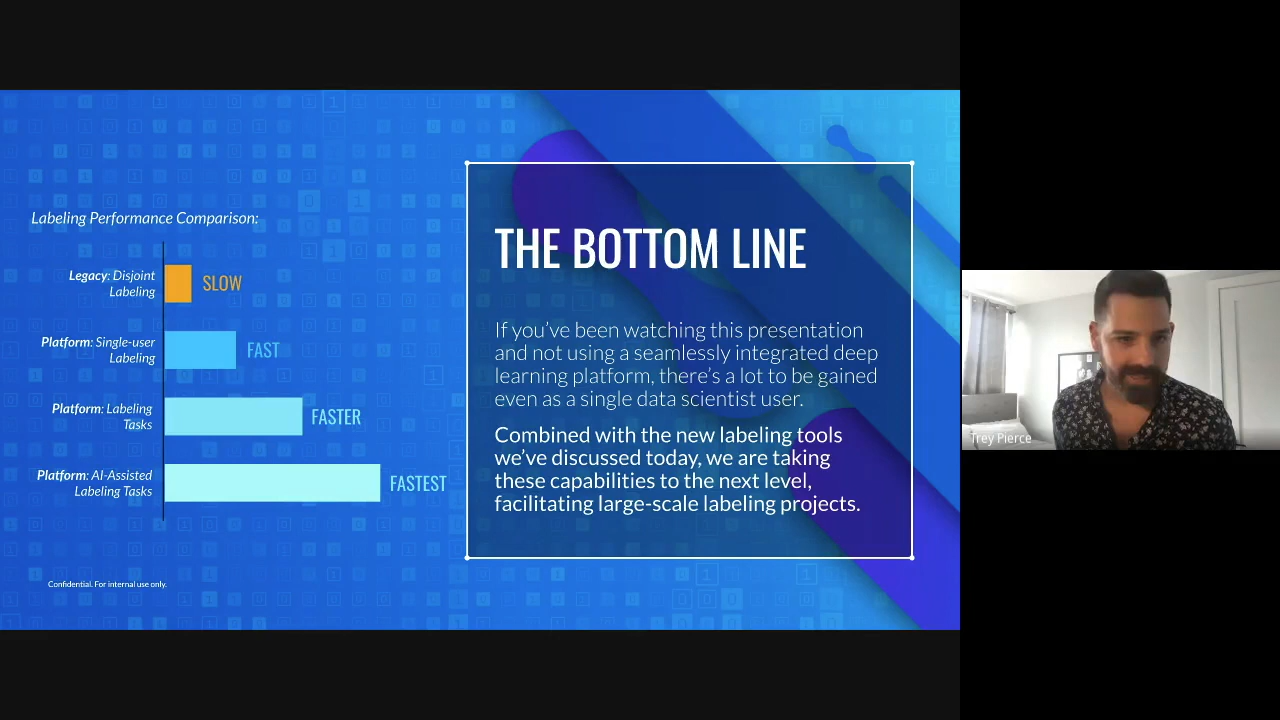 Labeling Performance Comparison:
Legacy: Disjoint
Labeling
SLOW
Platform: Single-user
Labeling
FAST
Platform: Labeling
Tasks
FASTER
Platform: AI-Assisted
Labeling Tasks
FASTEST
Confidential. For internal use only.
THE BOTTOM LINE
If you've been watching this presentation
and not using a seamlessly integrated deep
learning platform, there's a lot to be gained
even as a single data scientist user.
Combined with the new labeling tools
we've discussed today, we are taking
these capabilities to the next level,
facilitating large-scale labeling projects.
Trey Pierce